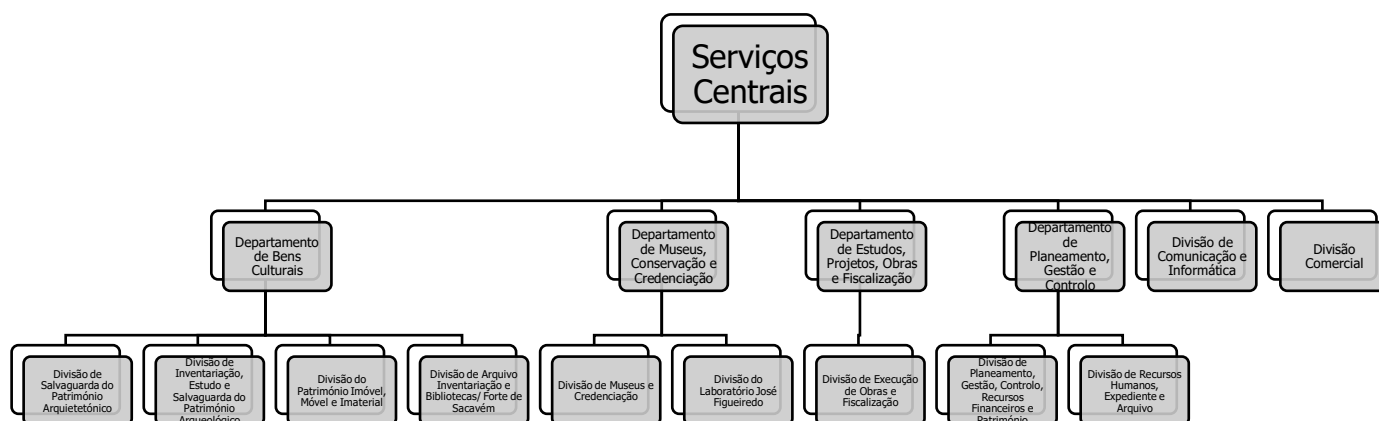 Serviços
Centrais
Departamento
de Bens
Culturais
Departamento
de Museus,
Conservação e
Credenciação
Departamento
de Estudos,
Projetos, Obras
e Fiscalização
Departamento
de
Planeamento,
Gestão e
Controlo
Divisão de
Comunicação e
Informática
Divisão
Comercial
Divisão de
Salvaguarda do
Património
Arquietetónico
Divisão de
Inventariação,
Estudo e
Salvaguarda do
Património
Arqueológico
Divisão do
Património Imóvel,
Móvel e Imaterial
Divisão de Arquivo
Inventariação e
Bibliotecas/ Forte de
Sacavém
Divisão de Museus e
Credenciação
Divisão do
Laboratório José
Figueiredo
Divisão de Execução
de Obras e
Fiscalização
Divisão de
Planeamento,
Gestão, Controlo,
Recursos
Financeiros e
Património
Divisão de Recursos
Humanos,
Expediente e
Arquivo